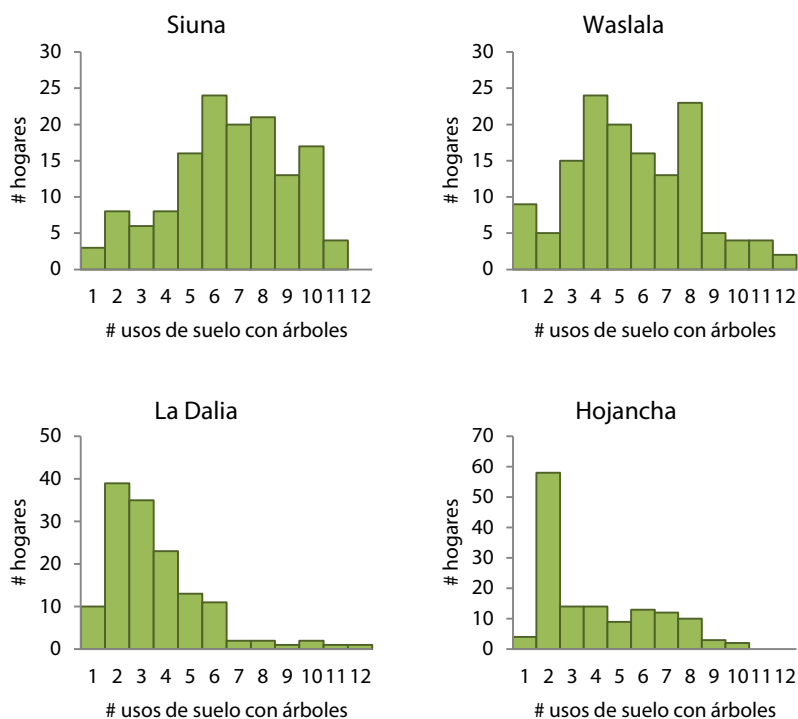 Siuna
30
25
20
15
10
5
0
# hogares
1 2 3 4 5 6 7 8 9 10 11 12
# usos de suelo con árboles
Waslala
30
25
20
15
10
5
0
# hogares
1 2 3 4 5 6 7 8 9 10 11 12
# usos de suelo con árboles
La Dalia
50
40
30
20
10
0
# hogares
1 2 3 4 5 6 7 8 9 10 11 12
# usos de suelo con árboles
Hojancha
70
60
50
40
30
20
10
0
# hogares
1 2 3 4 5 6 7 8 9 10 11 12
# usos de suelo con árboles